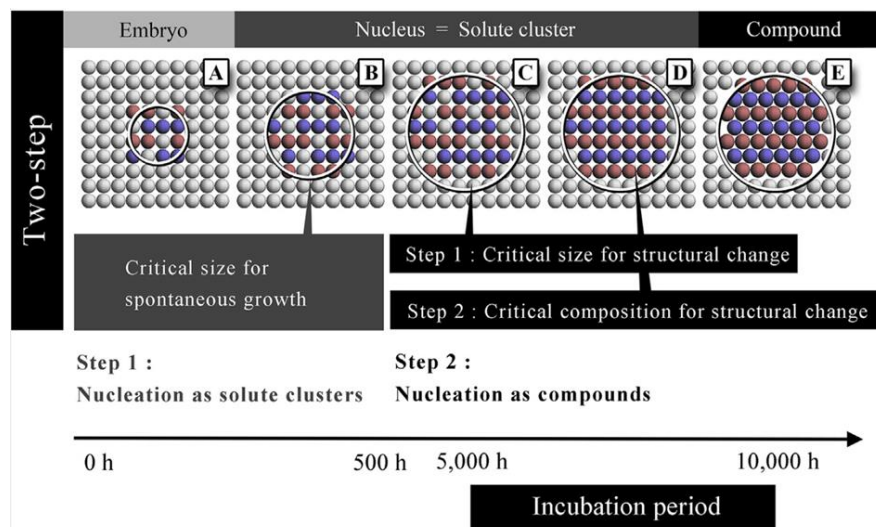 Embryo
Nucleus = Solute cluster
Compound
Two-step
A
B
C
D
E
Critical size for
spontaneous growth
Step 1 : Critical size for structural change
Step 2 : Critical composition for structural change
Step 1 :
Nucleation as solute clusters
Step 2 :
Nucleation as compounds
0 h
500 h
5,000 h
10,000 h
Incubation period